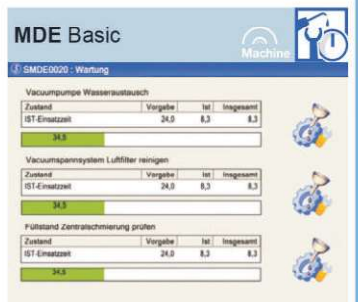 MDE Basic
Machine
SMDE0020 : Wartung
Vacuumpumpe Wasseraustausch
Zustand Vorgabe Ist Insgesamt
IST-Einsatzzeit 24,0 8,3 8,3
34,5
Vacuumspannsystem Luftfilter reinigen
Zustand Vorgabe Ist Insgesamt
IST-Einsatzzeit 24,0 8,3 8,3
34,5
Füllstand Zentralschmierung prüfen
Zustand Vorgabe Ist Insgesamt
IST-Einsatzzeit 24,0 8,3 8,3
34,5